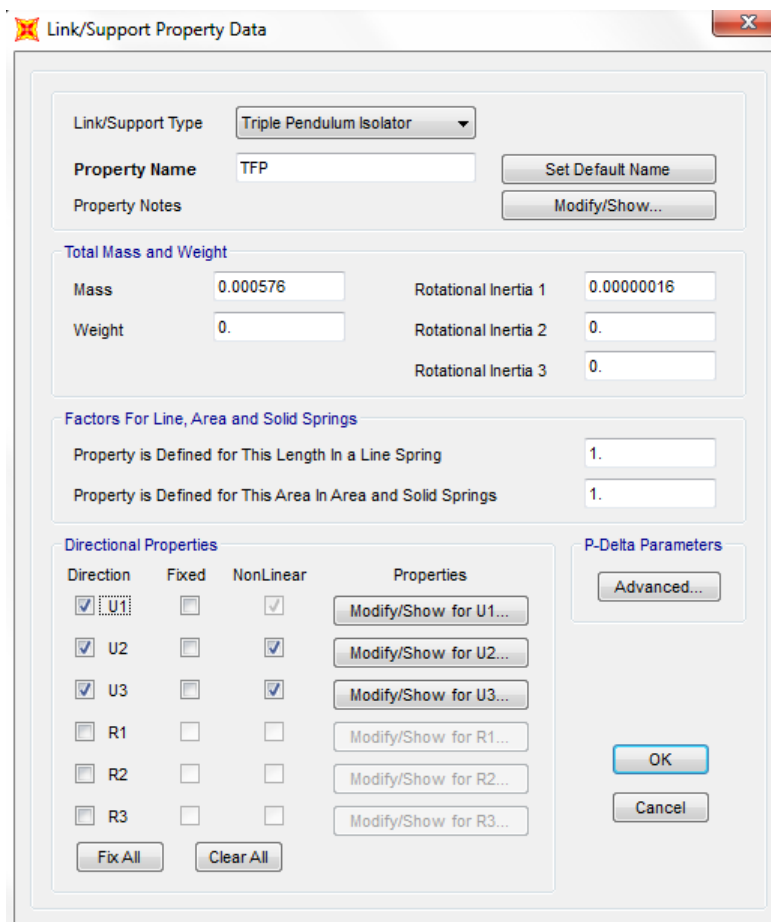 Link/Support Property Data
Link/Support Type Triple Pendulum Isolator
Property Name TFP Set Default Name
Property Notes Modify/Show...
Total Mass and Weight
Mass 0.000576 Rotational Inertia 1 0.00000016
Weight 0. Rotational Inertia 2 0.
Rotational Inertia 3 0.
Factors For Line, Area and Solid Springs
Property is Defined for This Length In a Line Spring 1.
Property is Defined for This Area In Area and Solid Springs 1.
Directional Properties P-Delta Parameters
Direction Fixed NonLinear Properties Advanced...
U1 Modify/Show for U1...
U2 Modify/Show for U2...
U3 Modify/Show for U3...
R1 Modify/Show for R1...
R2 Modify/Show for R2...
R3 Modify/Show for R3...
OK
Cancel
Fix All Clear All